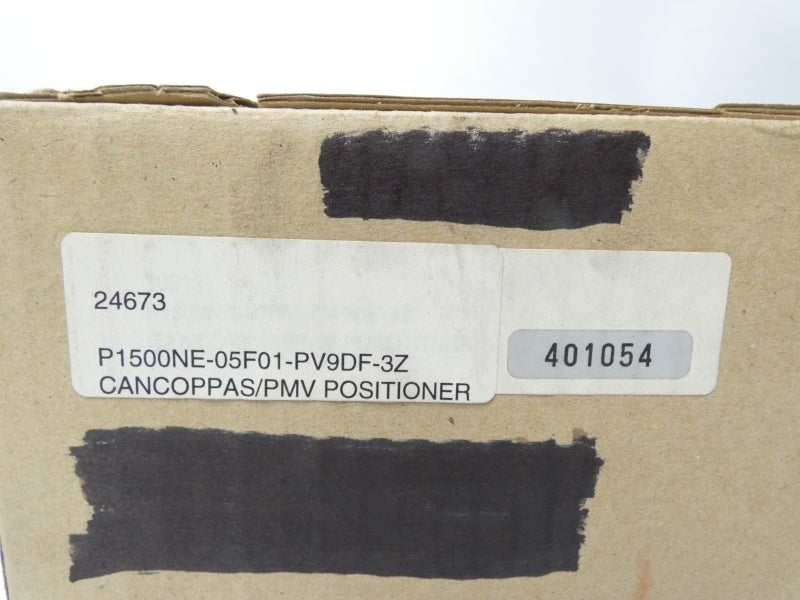 24673
P1500NE-05F01-PV9DF-3Z
CANCOPPAS/PMV POSITIONER
401054